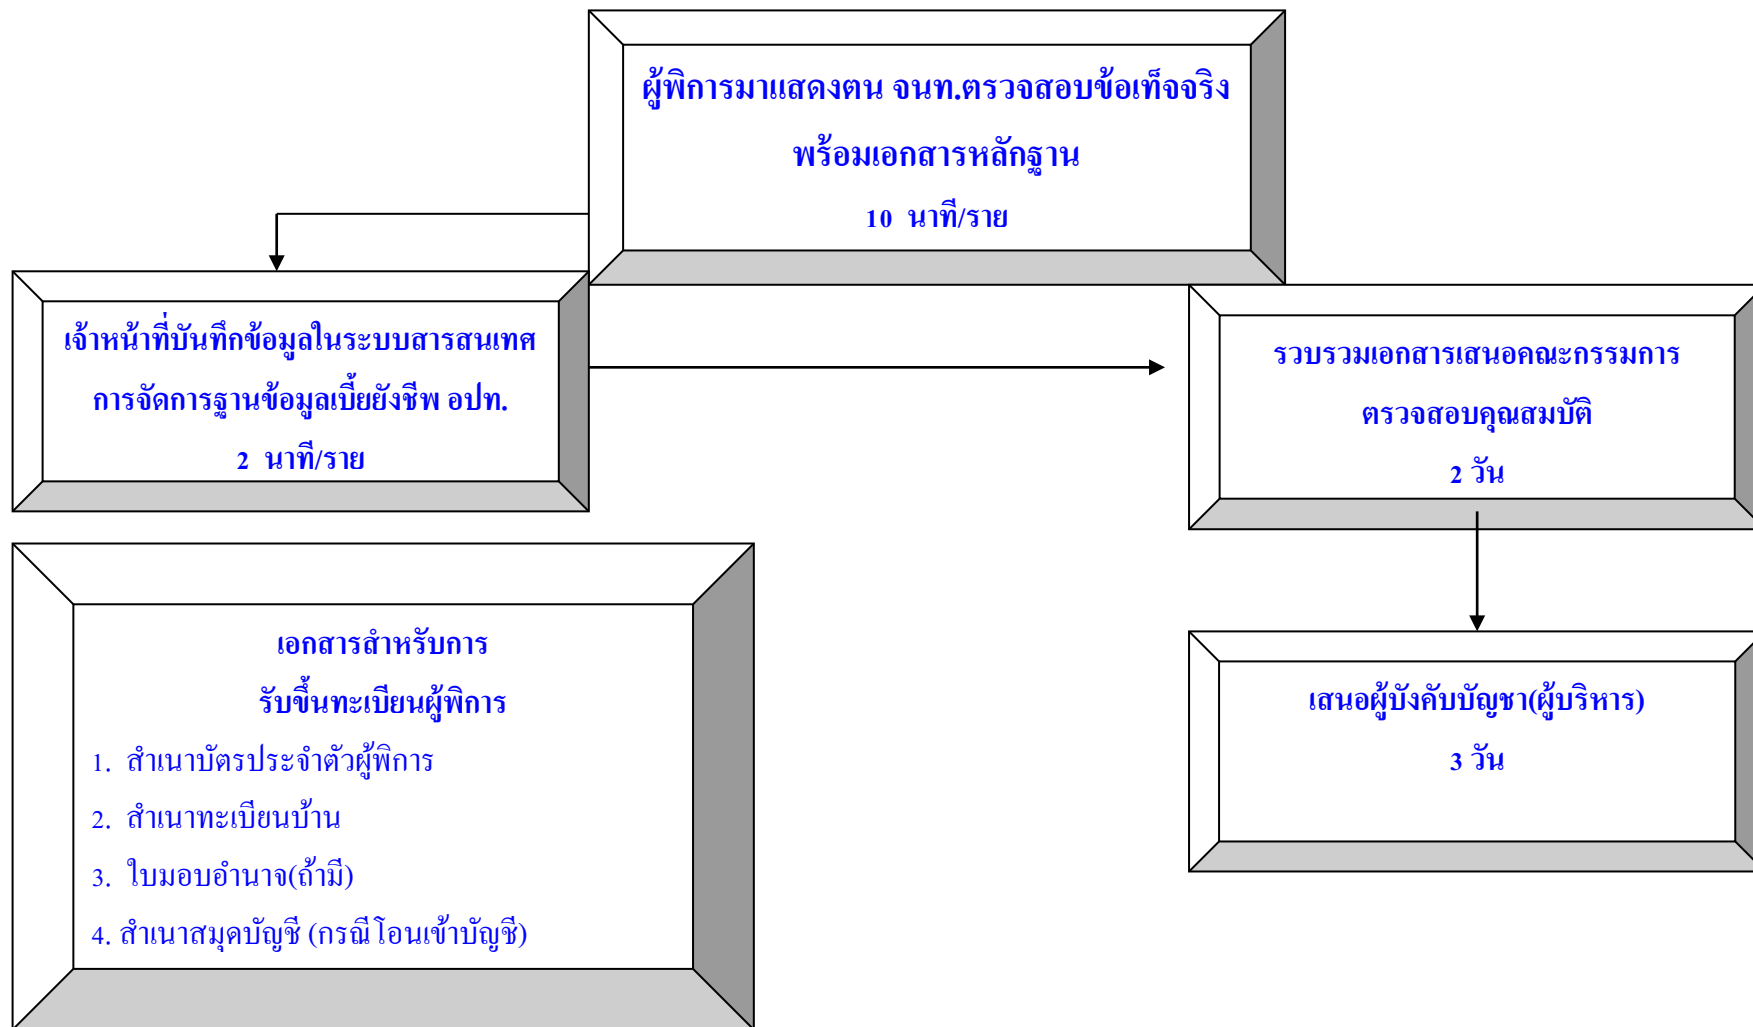 ผู้พิการมาแสดงตน จนท.ตรวจสอบข้อเท็จจริง
พร้อมเอกสารหลักฐาน
10 นาที/ราย
เจ้าหน้าที่บันทึกข้อมูลในระบบสารสนเทศ
การจัดการฐานข้อมูลเบี้ยยังชีพ อปท.
2 นาที/ราย
รวบรวมเอกสารเสนอคณะกรรมการ
ตรวจสอบคุณสมบัติ
2 วัน
เอกสารสำหรับการ
รับขึ้นทะเบียนผู้พิการ
1. สำเนาบัตรประจำตัวผู้พิการ
2. สำเนาทะเบียนบ้าน
3. ใบมอบอำนาจ(ถ้ามี)
4. สำเนาสมุดบัญชี (กรณีโอนเข้าบัญชี)
เสนอผู้บังคับบัญชา(ผู้บริหาร)
3 วัน